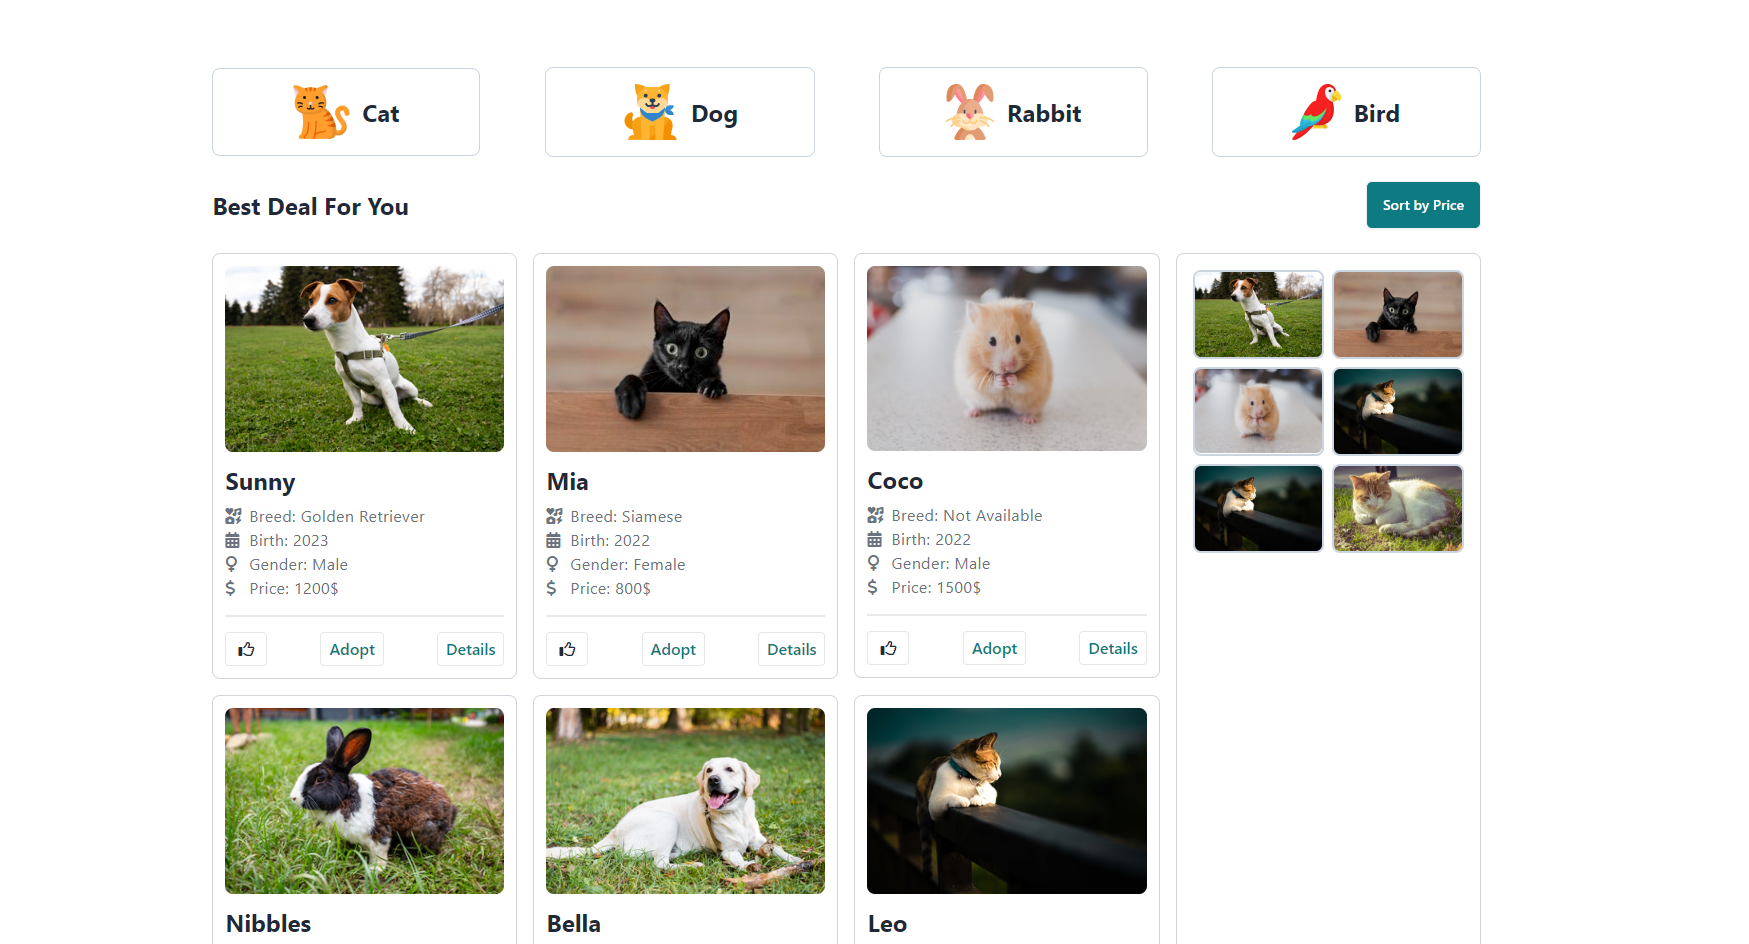 Cat
Dog
Rabbit
Bird
Best Deal For You
Sort by Price
Sunny
Breed: Golden Retriever
Birth: 2023
Gender: Male
Price: 1200$
Adopt
Details
Mia
Breed: Siamese
Birth: 2022
Gender: Female
Price: 800$
Adopt
Details
Coco
Breed: Not Available
Birth: 2022
Gender: Male
Price: 1500$
Adopt
Details
Nibbles
Bella
Leo